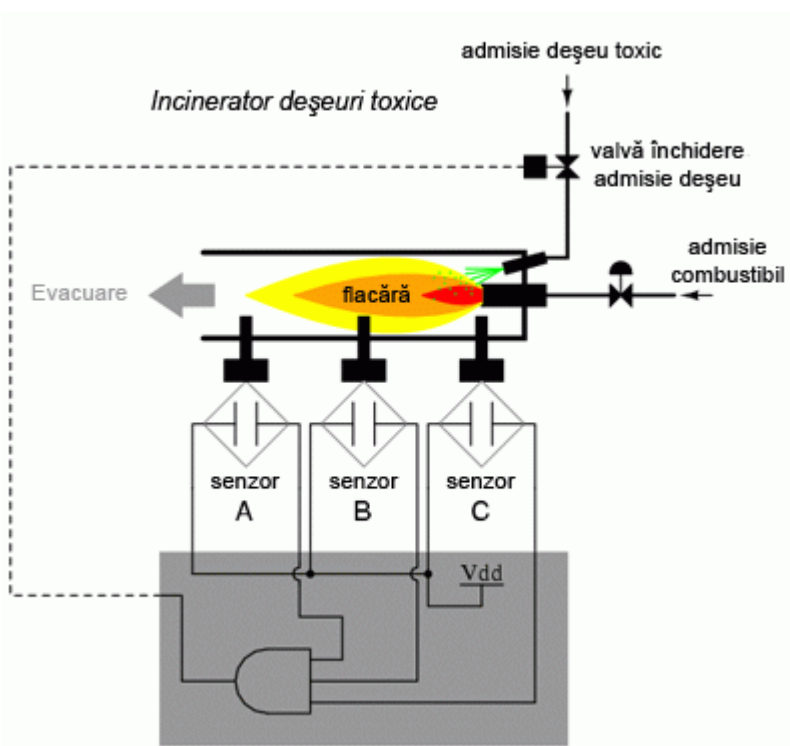 admisie deşeu toxic
Incinerator deşeuri toxice
valvă închidere
admisie deşeu
admisie
combustibil
Evacuare
flacără
senzor
A
senzor
B
senzor
C
Vdd